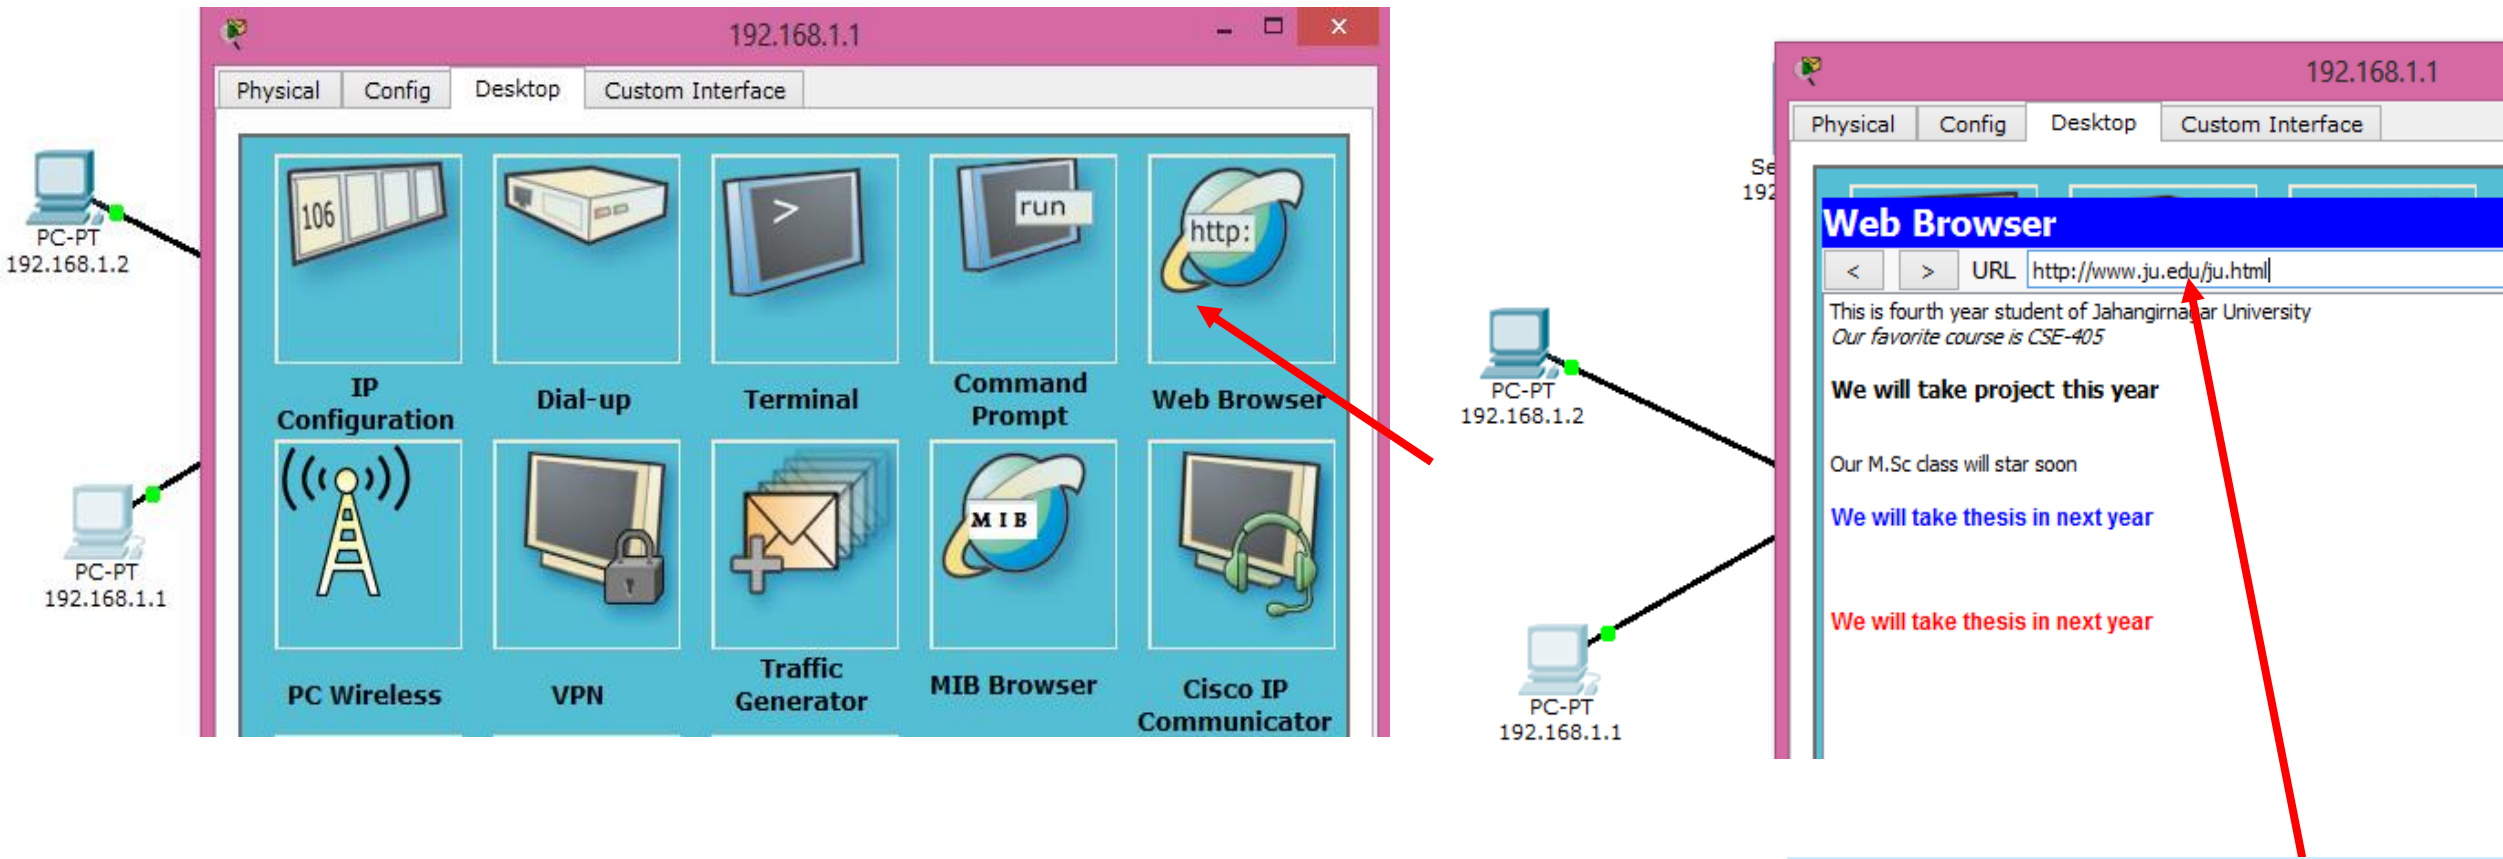 192.168.1.1
Physical Config Desktop Custom Interface
106
>
run
http:
IP Configuration
Dial-up
Terminal
Command Prompt
Web Browser
MIB
PC Wireless
VPN
Traffic Generator
MIB Browser
Cisco IP Communicator
PC-PT
192.168.1.2
PC-PT
192.168.1.1
192.168.1.1
Physical Config Desktop Custom Interface
Se
192
Web Browser
< > URL http://www.ju.edu/ju.html
This is fourth year student of Jahangirnagar University
Our favorite course is CSE-405
We will take project this year
Our M.Sc class will star soon
We will take thesis in next year
We will take thesis in next year
PC-PT
192.168.1.2
PC-PT
192.168.1.1